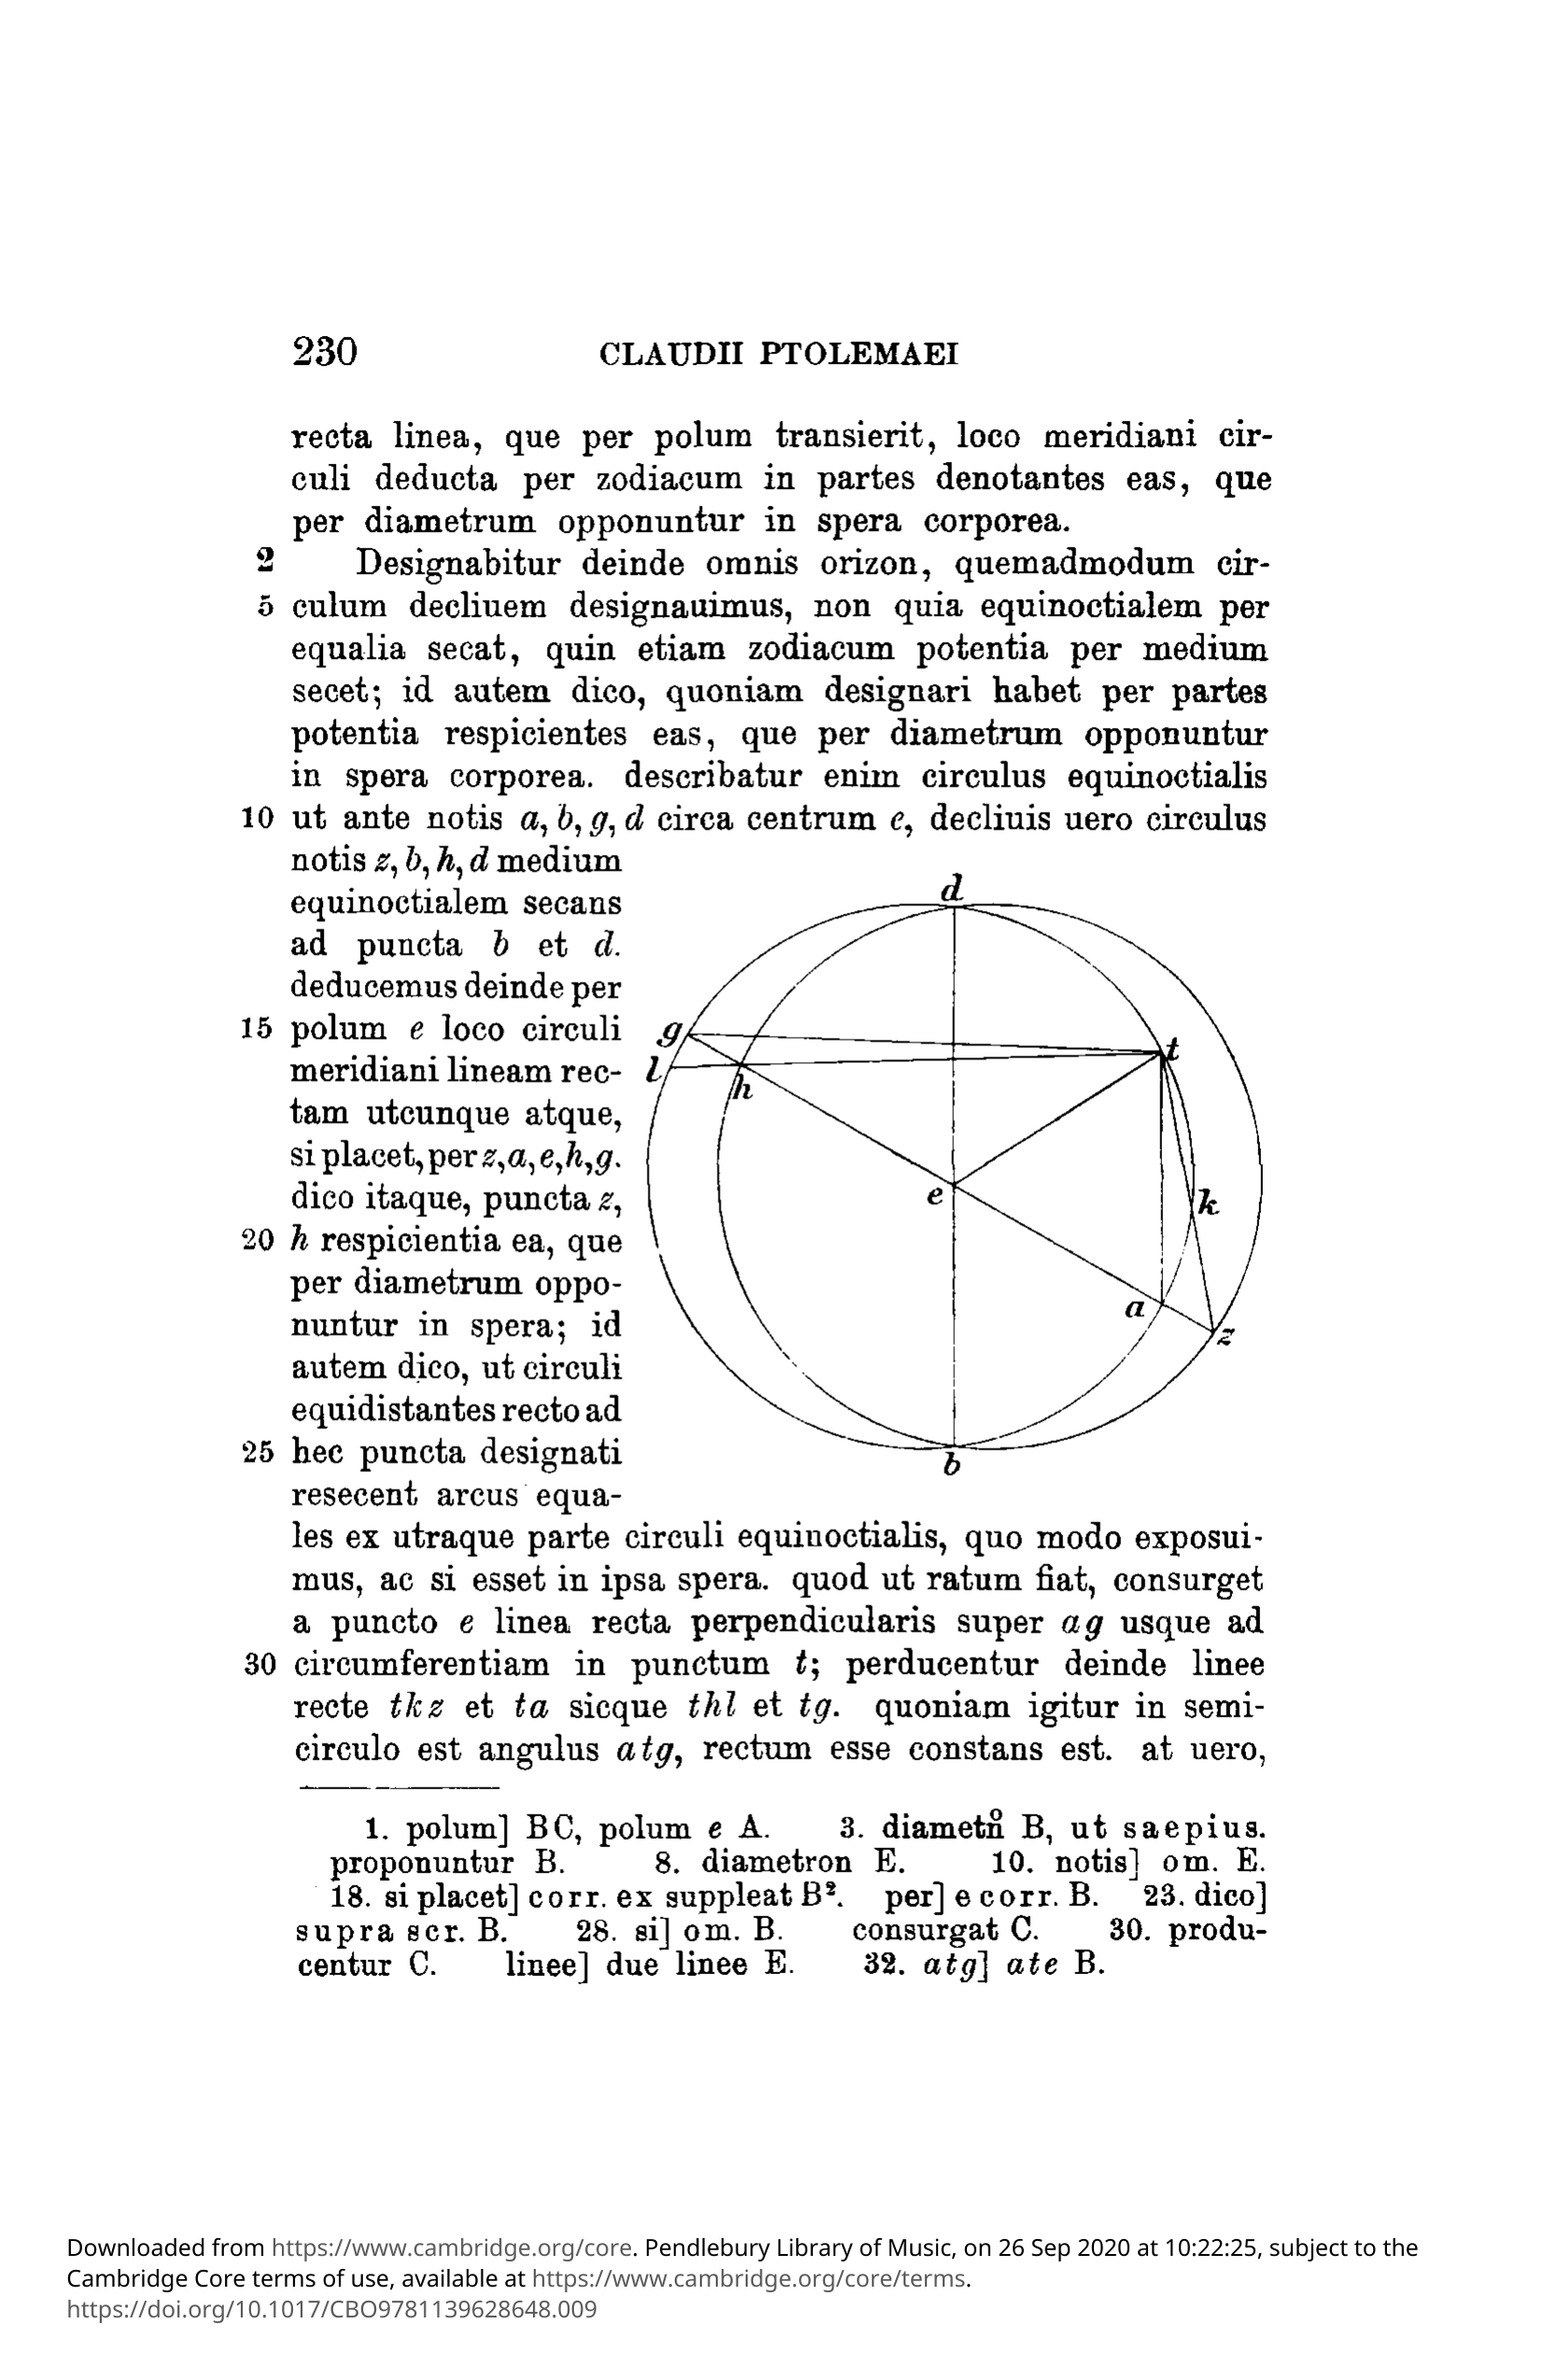 230 CLAUDII PTOLEMAEI
recta linea, que per polum transierit, loco meridiani cir-
culi deducta per zodiacum in partes denotantes eas, que
per diametrum opponuntur in spera corporea.
2 Designabitur deinde omnis orizon, quemadmodum cir-
5 culum decliuem designauimus, non quia equinoctialem per
equalia secat, quin etiam zodiacum potentia per medium
secet; id autem dico, quoniam designari habet per partes
potentia respicientes eas, que per diametrum opponuntur
in spera corporea. describatur enim circulus equinoctialis
10 ut ante notis a, b, g, d circa centrum e, decliuis uero circulus
notis z, b, h, d medium
equinoctialem secans
ad puncta b et d.
deducemus deinde per
15 polum e loco circuli
meridiani lineam rec-
tam utcunque atque,
si placet, per z, a, e, h, g.
dico itaque, puncta z,
20 h respicientia ea, que
per diametrum oppo-
nuntur in spera; id
autem dico, ut circuli
equidistantes recto ad
25 hec puncta designati
resecent arcus equa-
d
g
t
l
h
e
k
a
z
b
les ex utraque parte circuli equinoctialis, quo modo exposui-
mus, ac si esset in ipsa spera. quod ut ratum fiat, consurget
a puncto e linea recta perpendicularis super ag usque ad
30 circumferentiam in punctum t; perducentur deinde linee
recte tkz et ta sicque thl et tg. quoniam igitur in semi-
circulo est angulus atg, rectum esse constans est. at uero,
1. polum] BC, polum e A. 3. diametn̊ B, ut saepius.
proponuntur B. 8. diametron E. 10. notis] om. E.
18. si placet] corr. ex suppleat B². per] e corr. B. 23. dico]
supra scr. B. 28. si] om. B. consurgat C. 30. produ-
centur C. linee] due linee E. 32. atg] ate B.
Downloaded from https://www.cambridge.org/core. Pendlebury Library of Music, on 26 Sep 2020 at 10:22:25, subject to the
Cambridge Core terms of use, available at https://www.cambridge.org/core/terms.
https://doi.org/10.1017/CBO9781139628648.009